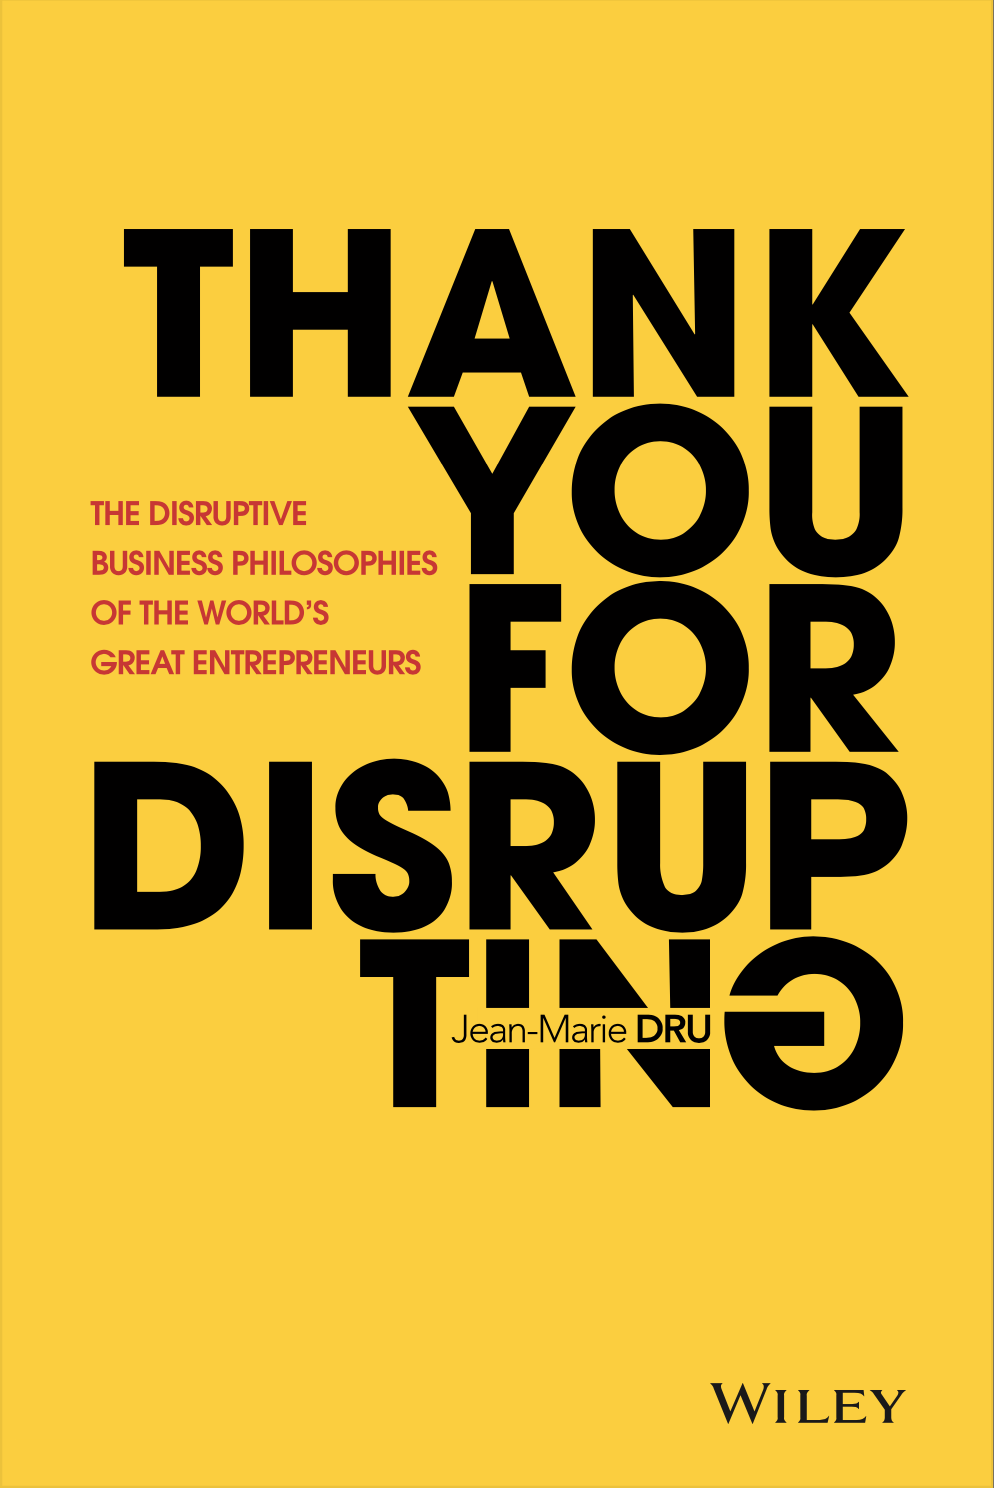 THANK
YOU
FOR
DISRUP
TING
THE DISRUPTIVE
BUSINESS PHILOSOPHIES
OF THE WORLD'S
GREAT ENTREPRENEURS
Jean-Marie DRU
WILEY